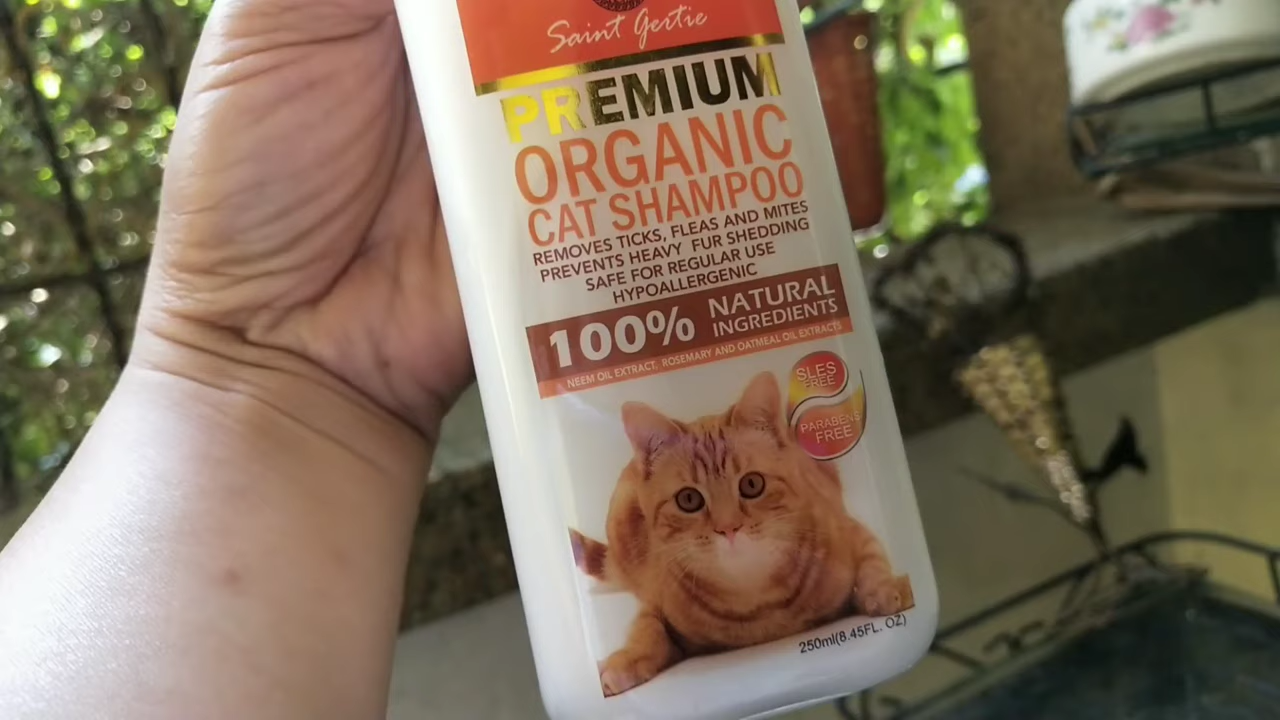 Saint Gertie
PREMIUM
ORGANIC
CAT SHAMPOO
REMOVES TICKS, FLEAS AND MITES
PREVENTS HEAVY FUR SHEDDING
SAFE FOR REGULAR USE
HYPOALLERGENIC
100% NATURAL
INGREDIENTS
NEEM OIL EXTRACT, ROSEMARY AND OATMEAL OIL EXTRACTS
SLES
FREE
PARABENS
FREE
250ml(8.45FL. OZ)